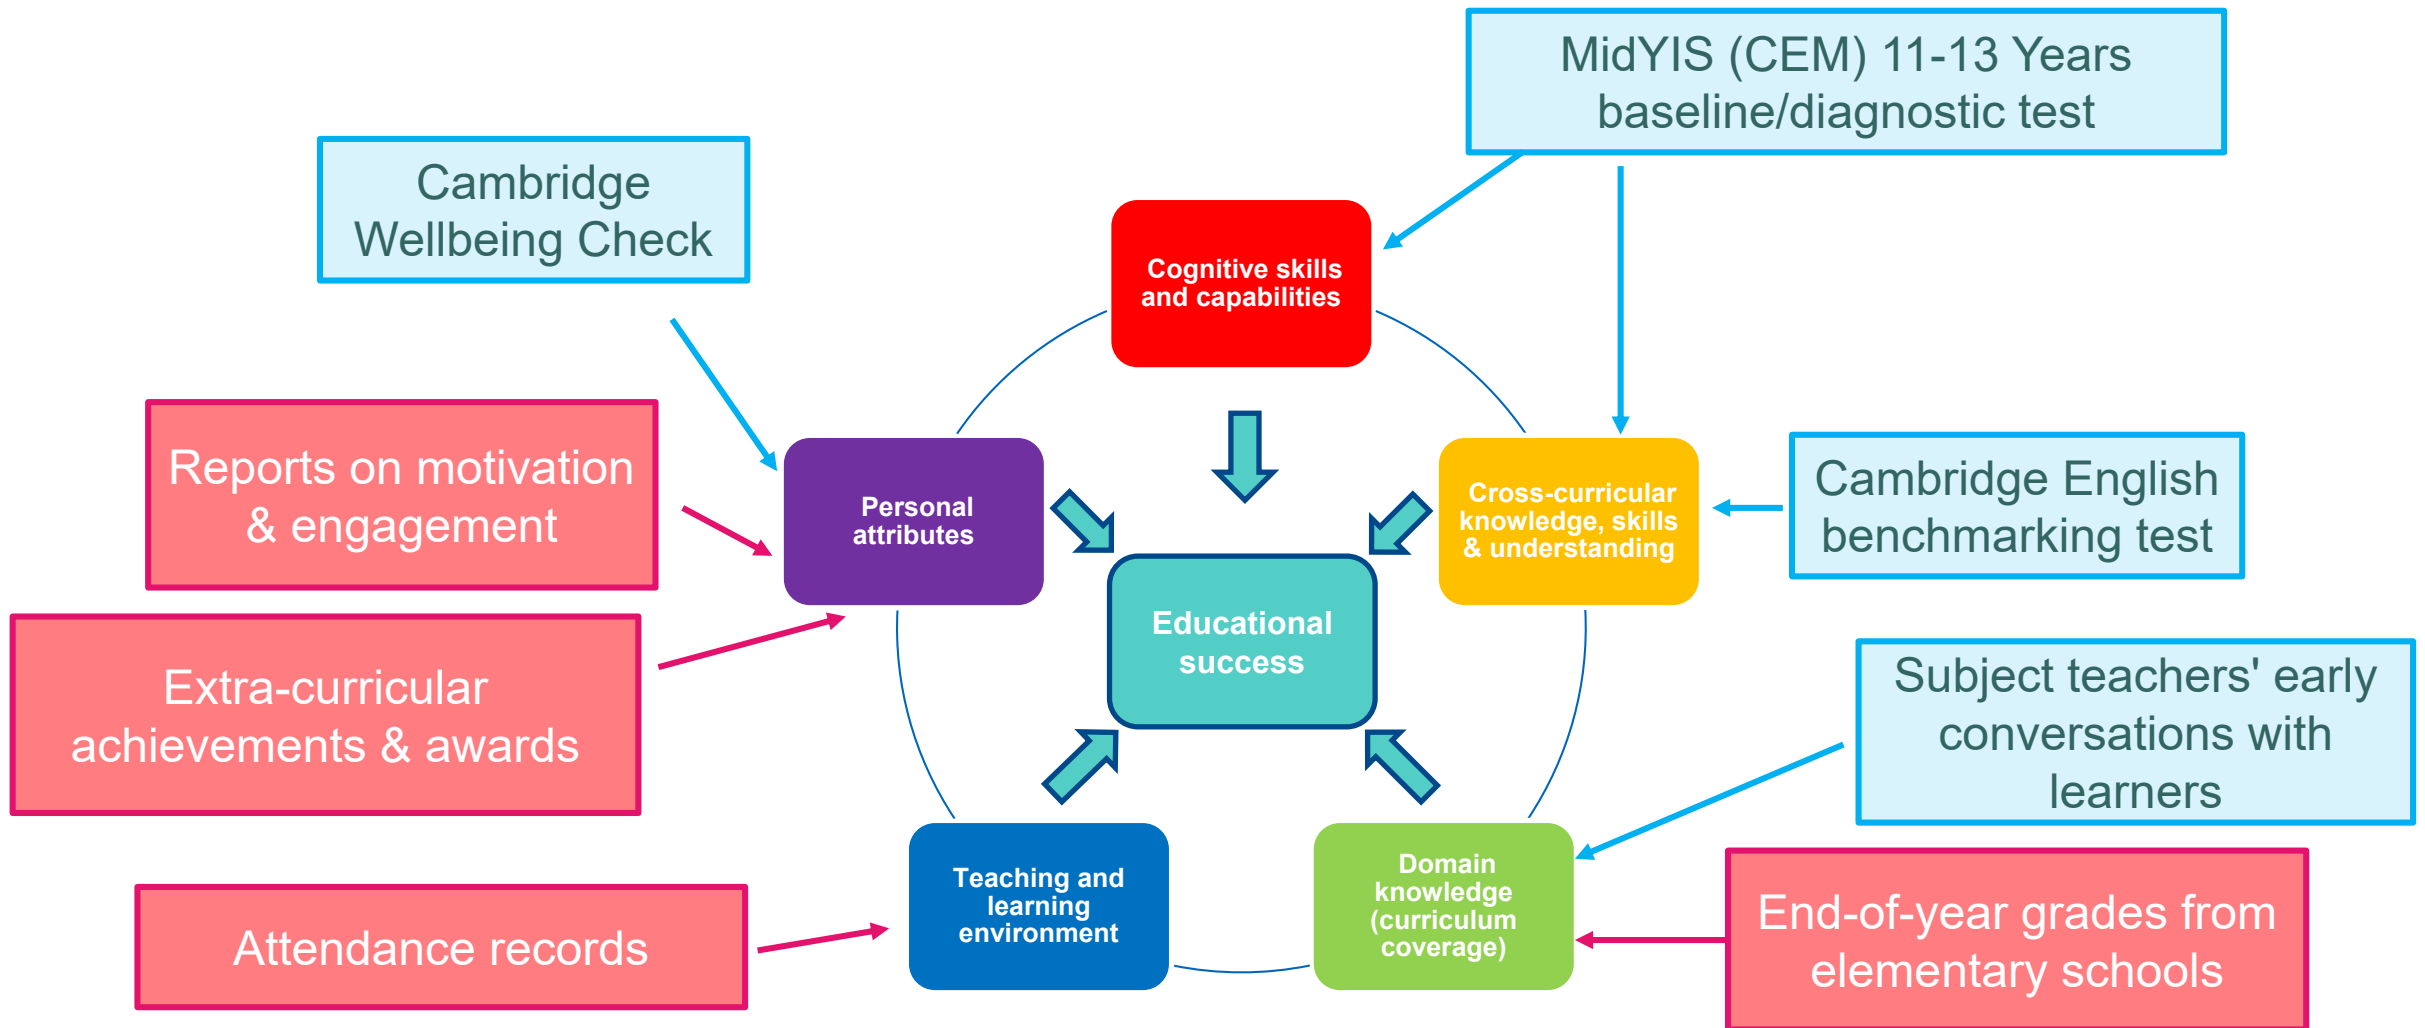 MidYIS (CEM) 11-13 Years
baseline/diagnostic test
Cambridge
Wellbeing Check
Cognitive skills
and capabilities
Reports on motivation
& engagement
Personal
attributes
Cross-curricular
knowledge, skills
& understanding
Cambridge English
benchmarking test
Educational
success
Extra-curricular
achievements & awards
Subject teachers' early
conversations with
learners
Teaching and
learning
environment
Domain
knowledge
(curriculum
coverage)
Attendance records
End-of-year grades from
elementary schools